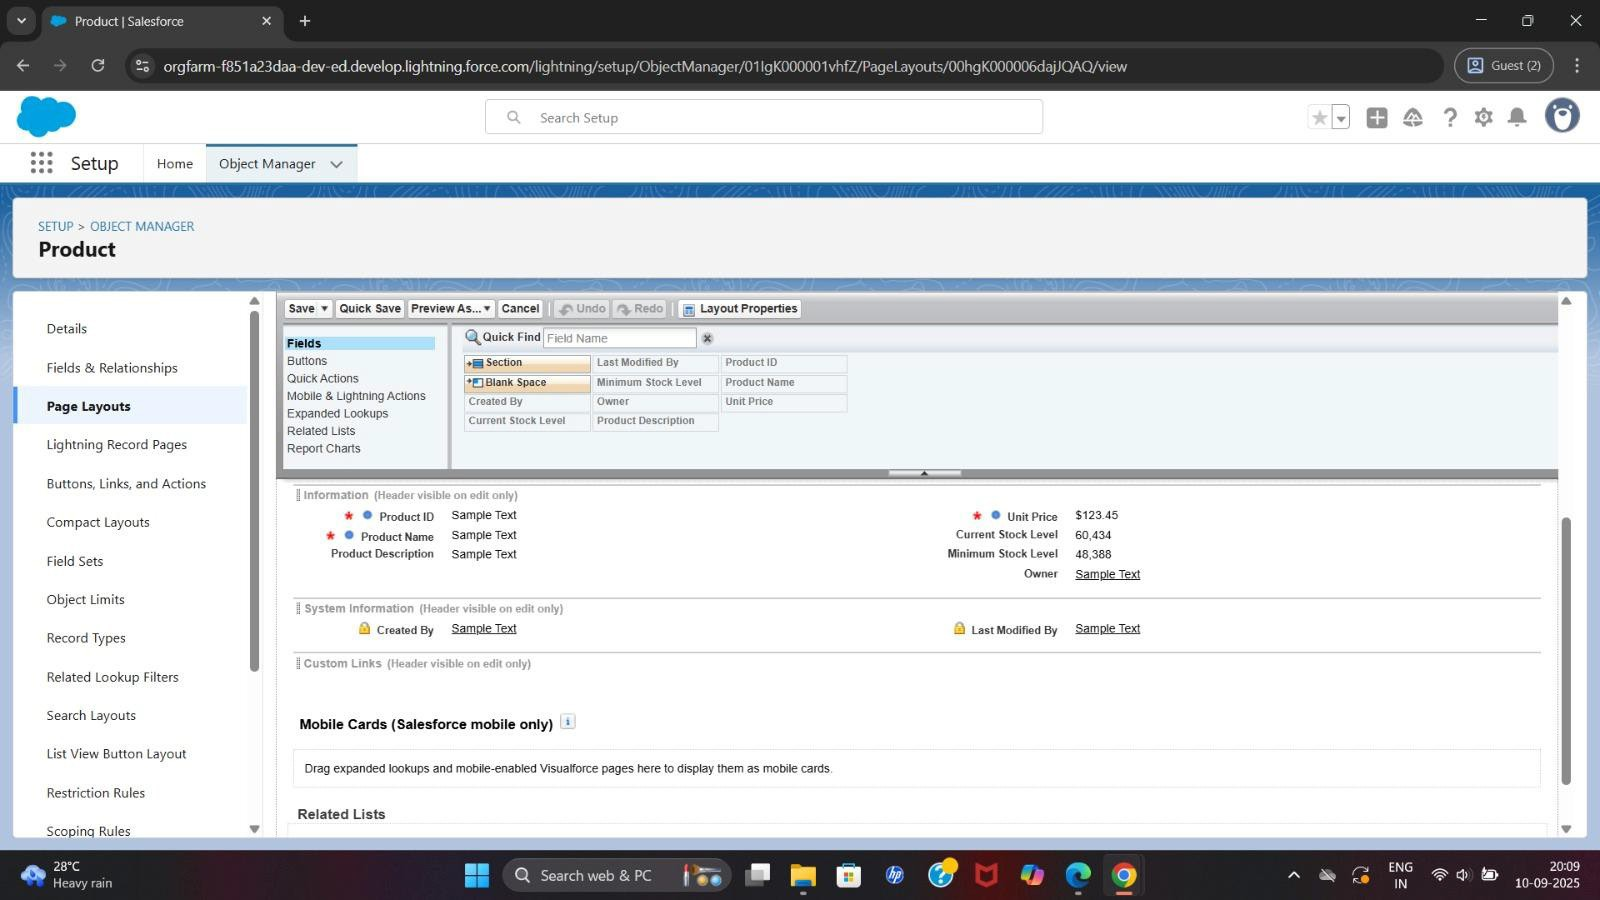 Product | Salesforce
orgfarm-f851a23daa-dev-ed.develop.lightning.force.com/lightning/setup/ObjectManager/01IgK000001vhfZ/PageLayouts/00hgK000006dajJQAQ/view
Guest (2)
Search Setup
Setup
Home
Object Manager
SETUP > OBJECT MANAGER
Product
Details
Fields & Relationships
Page Layouts
Lightning Record Pages
Buttons, Links, and Actions
Compact Layouts
Field Sets
Object Limits
Record Types
Related Lookup Filters
Search Layouts
List View Button Layout
Restriction Rules
Scoping Rules
Save Quick Save Preview As... Cancel Undo Redo Layout Properties
Fields
Buttons
Quick Actions
Mobile & Lightning Actions
Expanded Lookups
Related Lists
Report Charts
Quick Find Field Name
Section Last Modified By Product ID
Blank Space Minimum Stock Level Product Name
Created By Owner Unit Price
Current Stock Level Product Description
Information (Header visible on edit only)
* Product ID Sample Text * Unit Price $123.45
* Product Name Sample Text Current Stock Level 60,434
Product Description Sample Text Minimum Stock Level 48,388
Owner Sample Text
System Information (Header visible on edit only)
Created By Sample Text Last Modified By Sample Text
Custom Links (Header visible on edit only)
Mobile Cards (Salesforce mobile only) i
Drag expanded lookups and mobile-enabled Visualforce pages here to display them as mobile cards.
Related Lists
28°C
Heavy rain
Search web & PC
hp
ENG
IN
20:09
10-09-2025